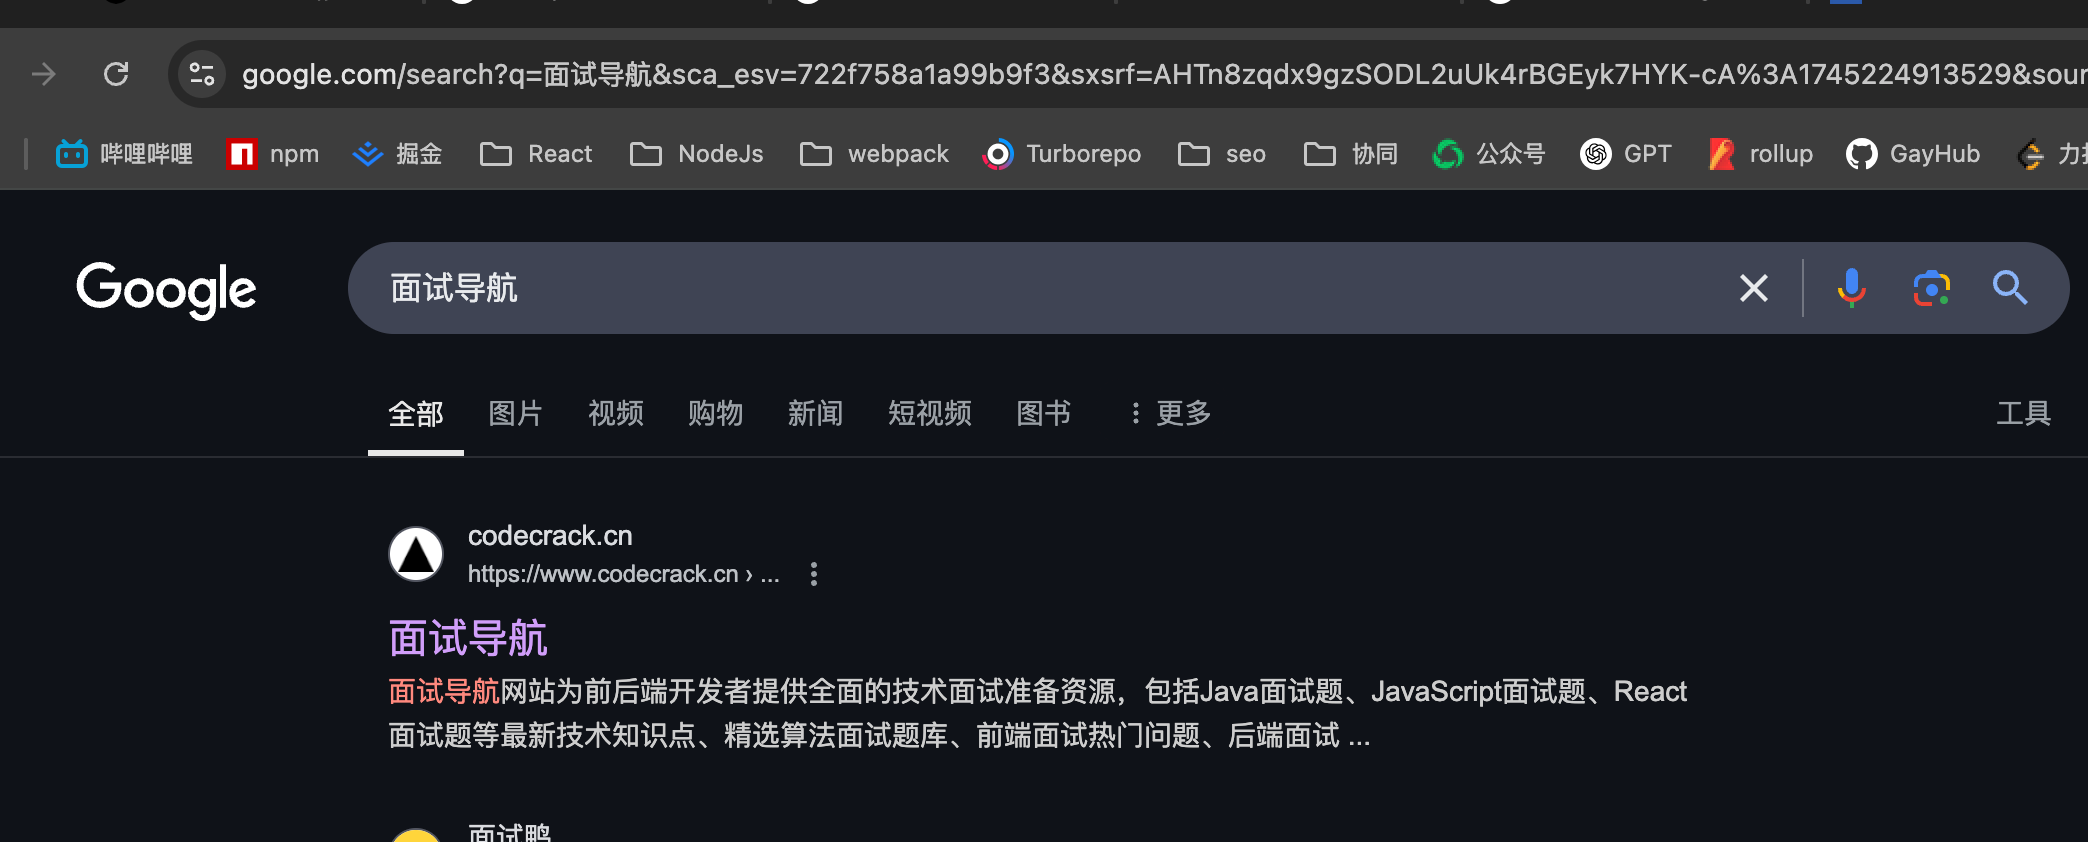 google.com/search?q=面试导航&sca_esv=722f758a1a99b9f3&sxsrf=AHTn8zqdx9gzSODL2uUk4rBGEyk7HYK-cA%3A1745224913529&sour
哔哩哔哩 npm 掘金 React NodeJs webpack Turborepo seo 协同 公众号 GPT rollup GayHub 力
Google 面试导航
全部 图片 视频 购物 新闻 短视频 图书 更多 工具
codecrack.cn
https://www.codecrack.cn › ...
面试导航
面试导航网站为前后端开发者提供全面的技术面试准备资源，包括Java面试题、JavaScript面试题、React
面试题等最新技术知识点、精选算法面试题库、前端面试热门问题、后端面试 ...
面试鸭